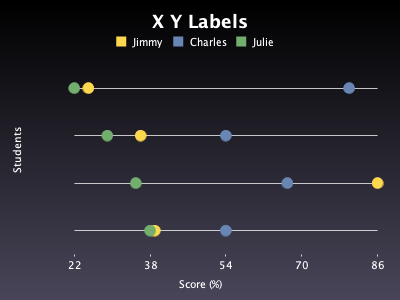 X Y Labels
Jimmy Charles Julie
Students
22 38 54 70 86
Score (%)